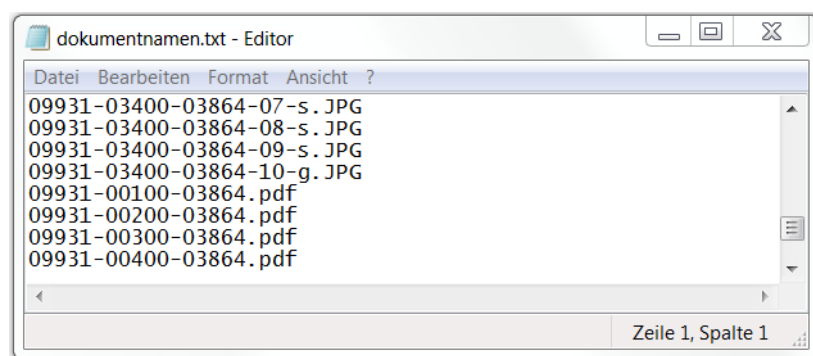 dokumentnamen.txt - Editor
Datei Bearbeiten Format Ansicht ?
09931-03400-03864-07-s.JPG
09931-03400-03864-08-s.JPG
09931-03400-03864-09-s.JPG
09931-03400-03864-10-g.JPG
09931-00100-03864.pdf
09931-00200-03864.pdf
09931-00300-03864.pdf
09931-00400-03864.pdf
Zeile 1, Spalte 1